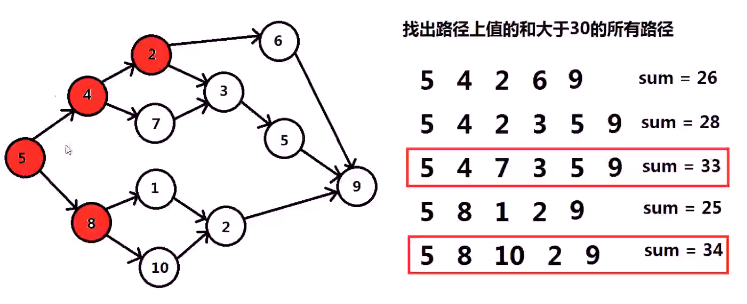 找出路径上值的和大于30的所有路径
5 4 2 6 9 sum = 26
5 4 2 3 5 9 sum = 28
5 4 7 3 5 9 sum = 33
5 8 1 2 9 sum = 25
5 8 10 2 9 sum = 34
2
6
4
3
7
5
5
9
1
8
2
10